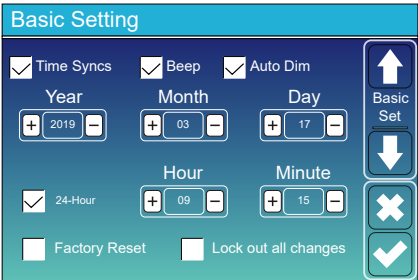 Basic Setting
Time Syncs Beep Auto Dim
Year Month Day
+ 2019 − + 03 − + 17 −
Basic
Set
Hour Minute
24-Hour + 09 − + 15 −
Factory Reset Lock out all changes